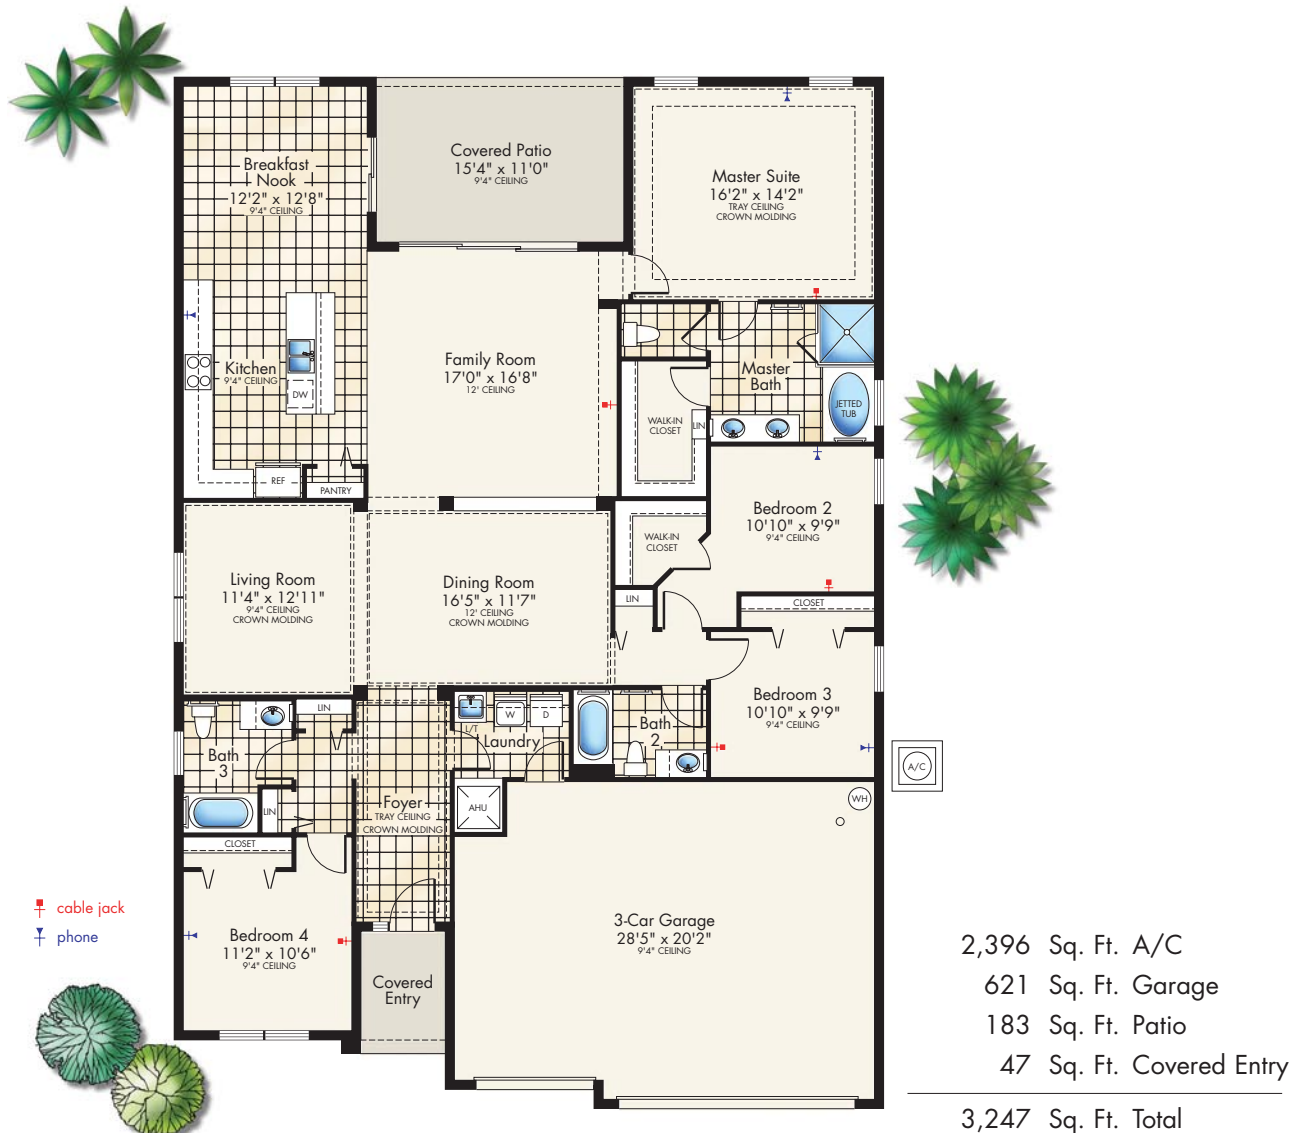 Covered Patio
15'4" x 11'0"
9'4" CEILING
Breakfast
Nook
12'2" x 12'8"
9'4" CEILING
Master Suite
16'2" x 14'2"
TRAY CEILING
CROWN MOLDING
Kitchen
9'4" CEILING
DW
REF
PANTRY
Family Room
17'0" x 16'8"
12' CEILING
Master
Bath
JETTED
TUB
WALK-IN
CLOSET
LIN
Bedroom 2
10'10" x 9'9"
9'4" CEILING
WALK-IN
CLOSET
LIN
CLOSET
Living Room
11'4" x 12'11"
9'4" CEILING
CROWN MOLDING
Dining Room
16'5" x 11'7"
12' CEILING
CROWN MOLDING
Bedroom 3
10'10" x 9'9"
9'4" CEILING
LIN
Bath
3
LIN
L/T
W
D
Laundry
Bath
2
A/C
AHU
WH
Foyer
TRAY CEILING
CROWN MOLDING
CLOSET
Bedroom 4
11'2" x 10'6"
9'4" CEILING
3-Car Garage
28'5" x 20'2"
9'4" CEILING
Covered
Entry
cable jack
phone
2,396 Sq. Ft. A/C
621 Sq. Ft. Garage
183 Sq. Ft. Patio
47 Sq. Ft. Covered Entry
3,247 Sq. Ft. Total